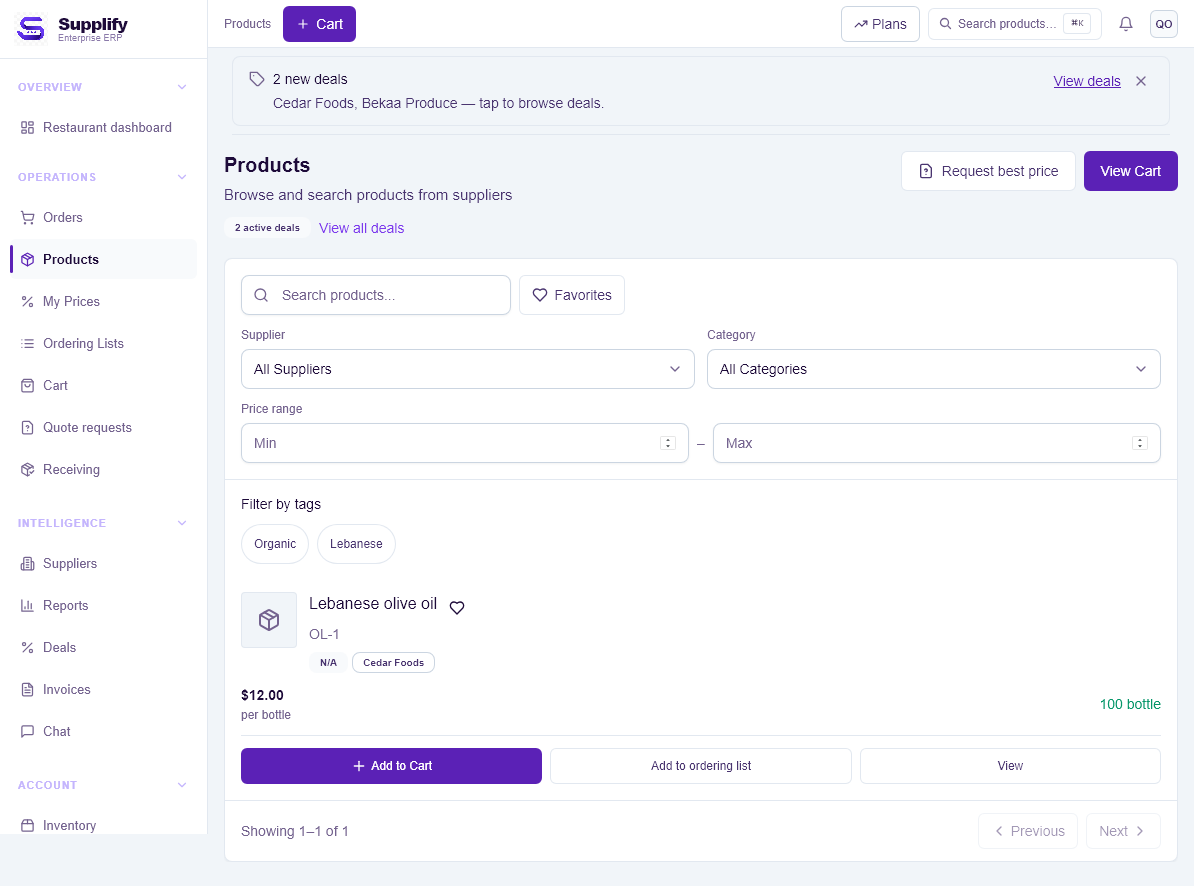 Supplify
Enterprise ERP
OVERVIEW
Restaurant dashboard
OPERATIONS
Orders
Products
My Prices
Ordering Lists
Cart
Quote requests
Receiving
INTELLIGENCE
Suppliers
Reports
Deals
Invoices
Chat
ACCOUNT
Inventory
Products
+ Cart
Plans
Search products...
⌘K
QO
2 new deals
Cedar Foods, Bekaa Produce — tap to browse deals.
View deals
Products
Browse and search products from suppliers
2 active deals
View all deals
Request best price
View Cart
Search products...
Favorites
Supplier
Category
All Suppliers
All Categories
Price range
Min
–
Max
Filter by tags
Organic
Lebanese
Lebanese olive oil
OL-1
N/A
Cedar Foods
$12.00
per bottle
100 bottle
+ Add to Cart
Add to ordering list
View
Showing 1–1 of 1
Previous
Next